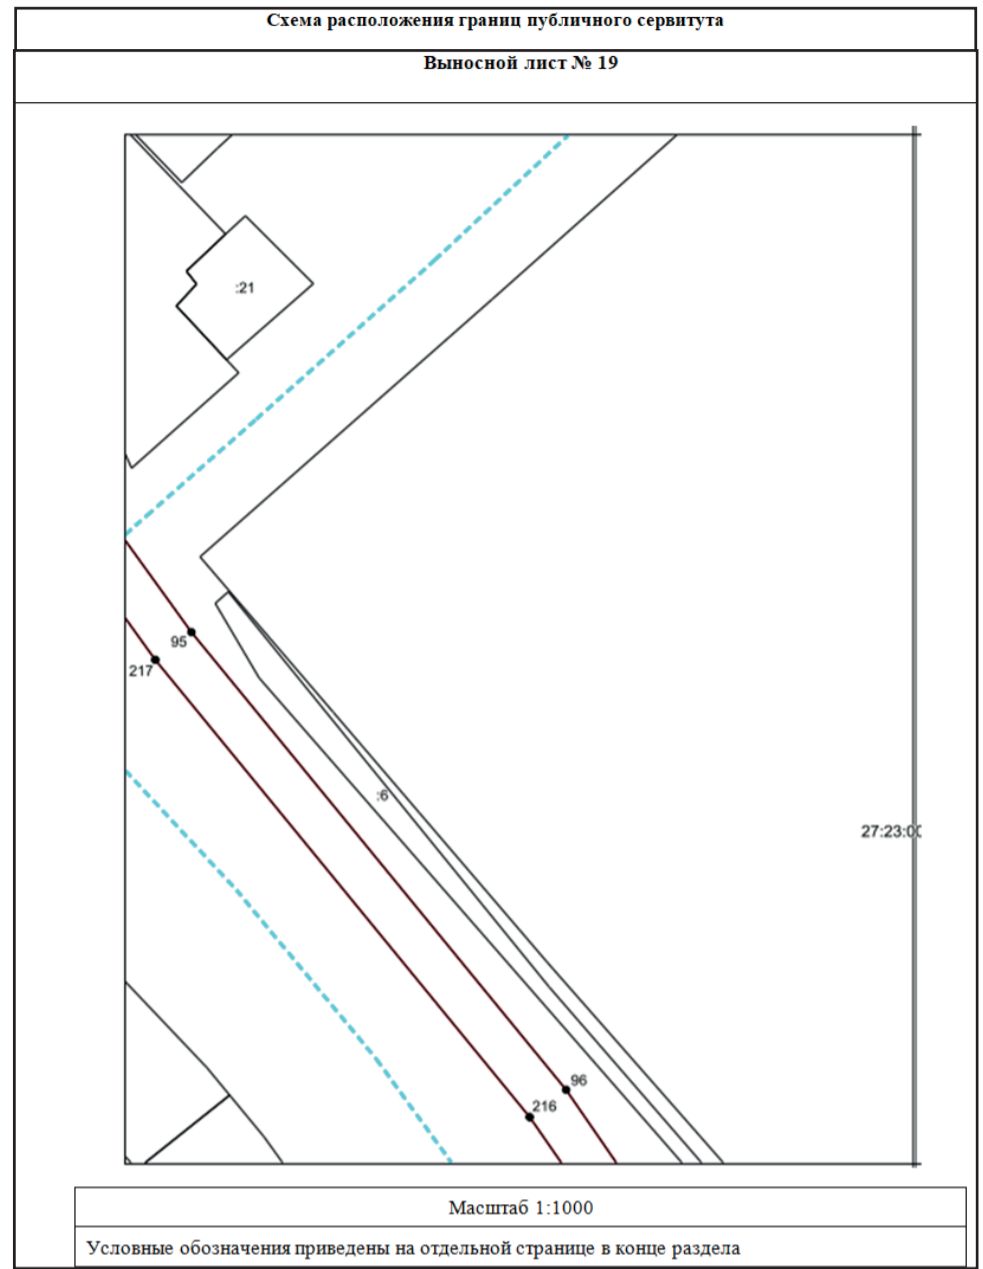 Схема расположения границ публичного сервитута
Выносной лист № 19
:21
95
217
:6
27:23:00
96
216
Масштаб 1:1000
Условные обозначения приведены на отдельной странице в конце раздела